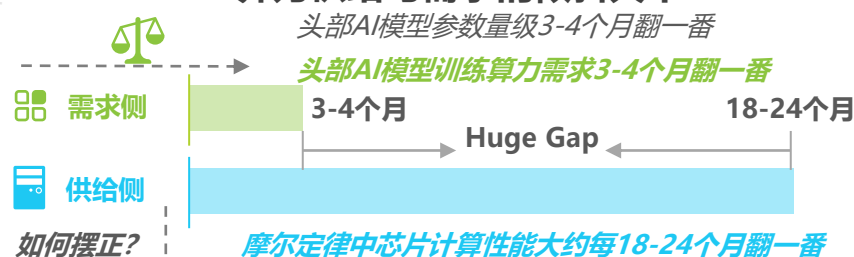 头部AI模型参数量级3-4个月翻一番
头部AI模型训练算力需求3-4个月翻一番
需求侧
3-4个月
18-24个月
Huge Gap
供给侧
如何摆正？
摩尔定律中芯片计算性能大约每18-24个月翻一番